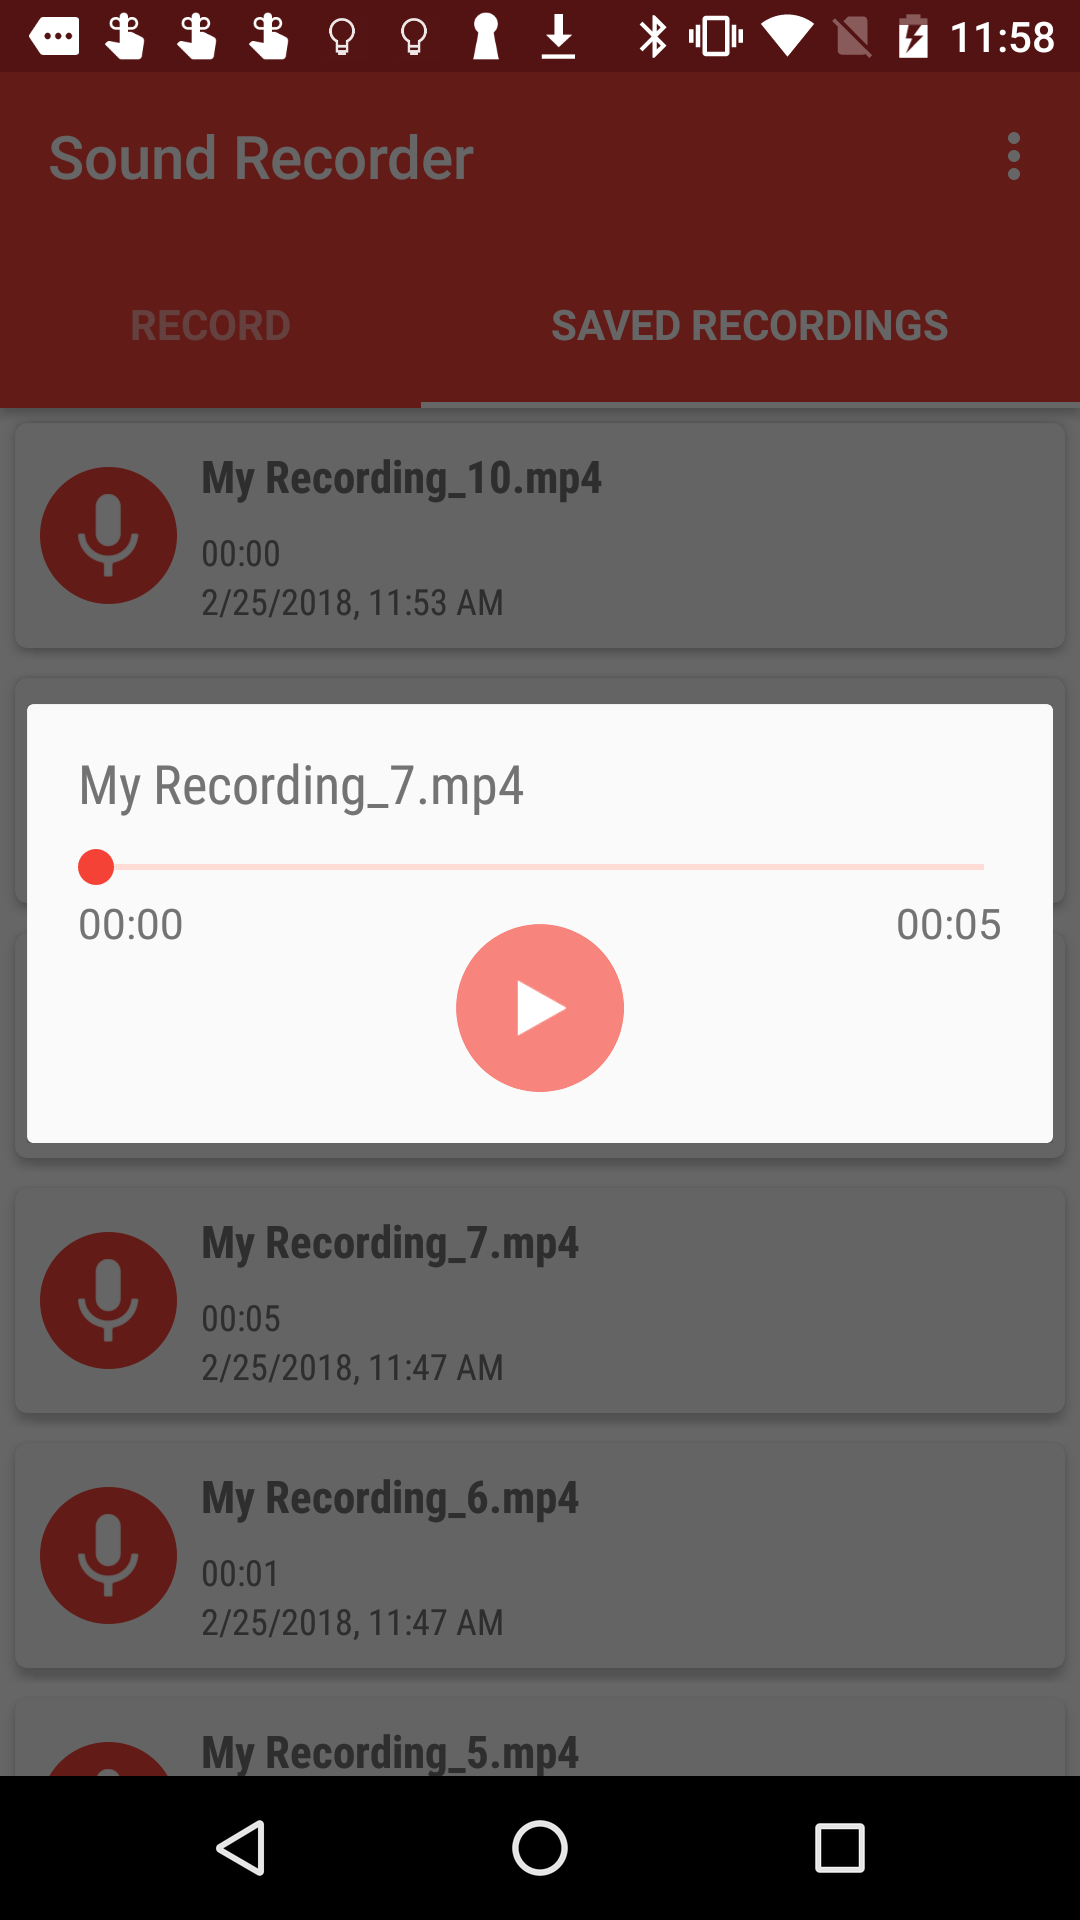 11:58
Sound Recorder
RECORD
SAVED RECORDINGS
My Recording_10.mp4
00:00
2/25/2018, 11:53 AM
My Recording_7.mp4
00:00
00:05
My Recording_7.mp4
00:05
2/25/2018, 11:47 AM
My Recording_6.mp4
00:01
2/25/2018, 11:47 AM
My Recording_5.mp4